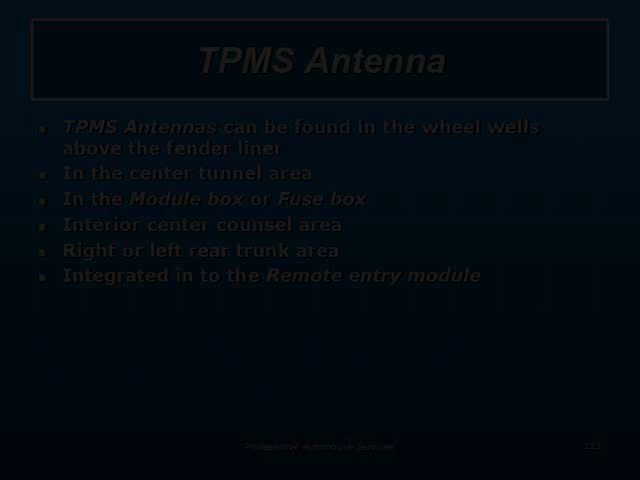 TPMS Antenna
TPMS Antennas can be found in the wheel wells
above the fender liner
In the center tunnel area
In the Module box or Fuse box
Interior center counsel area
Right or left rear trunk area
Integrated in to the Remote entry module
Professional Automotive Services